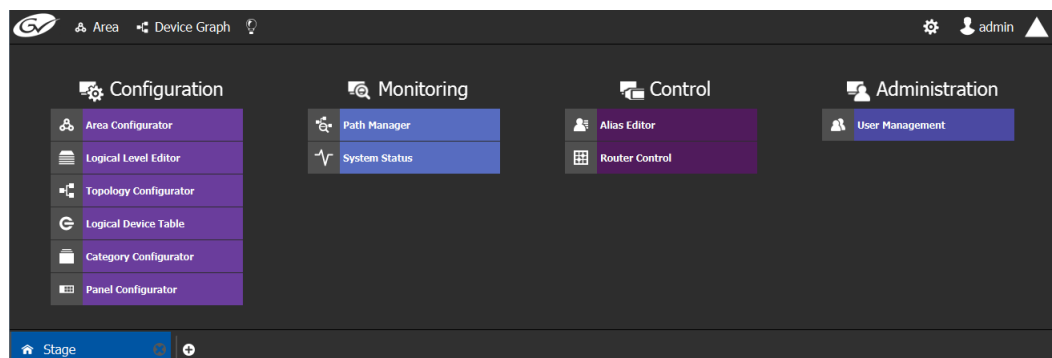 GV Area Device Graph admin
Configuration
Area Configurator
Logical Level Editor
Topology Configurator
Logical Device Table
Category Configurator
Panel Configurator
Monitoring
Path Manager
System Status
Control
Alias Editor
Router Control
Administration
User Management
Stage